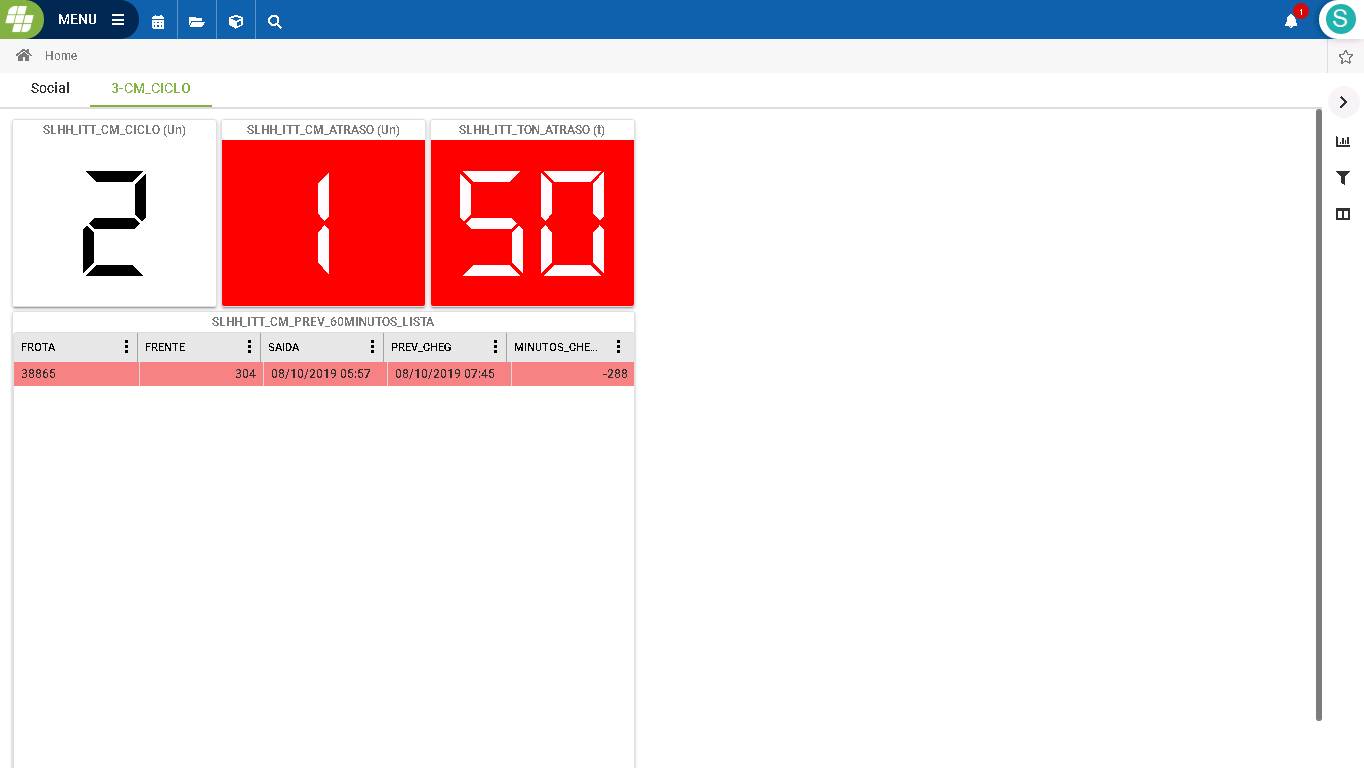 MENU
1
S
Home
Social
3-CM_CICLO
SLHH_ITT_CM_CICLO (Un)
SLHH_ITT_CM_ATRASO (Un)
SLHH_ITT_TON_ATRASO (t)
2
1
50
SLHH_ITT_CM_PREV_60MINUTOS_LISTA
FROTA FRENTE SAIDA PREV_CHEG MINUTOS_CHE...
38865 304 08/10/2019 05:57 08/10/2019 07:45 -288